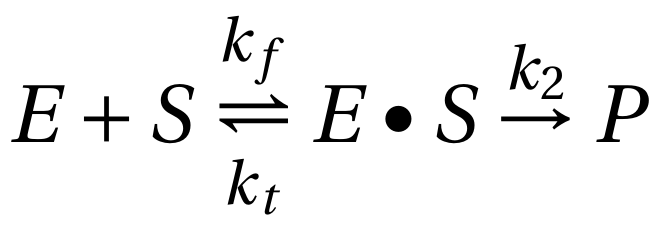 k_f
E + S ⇌ E • S → P
k_2
k_t